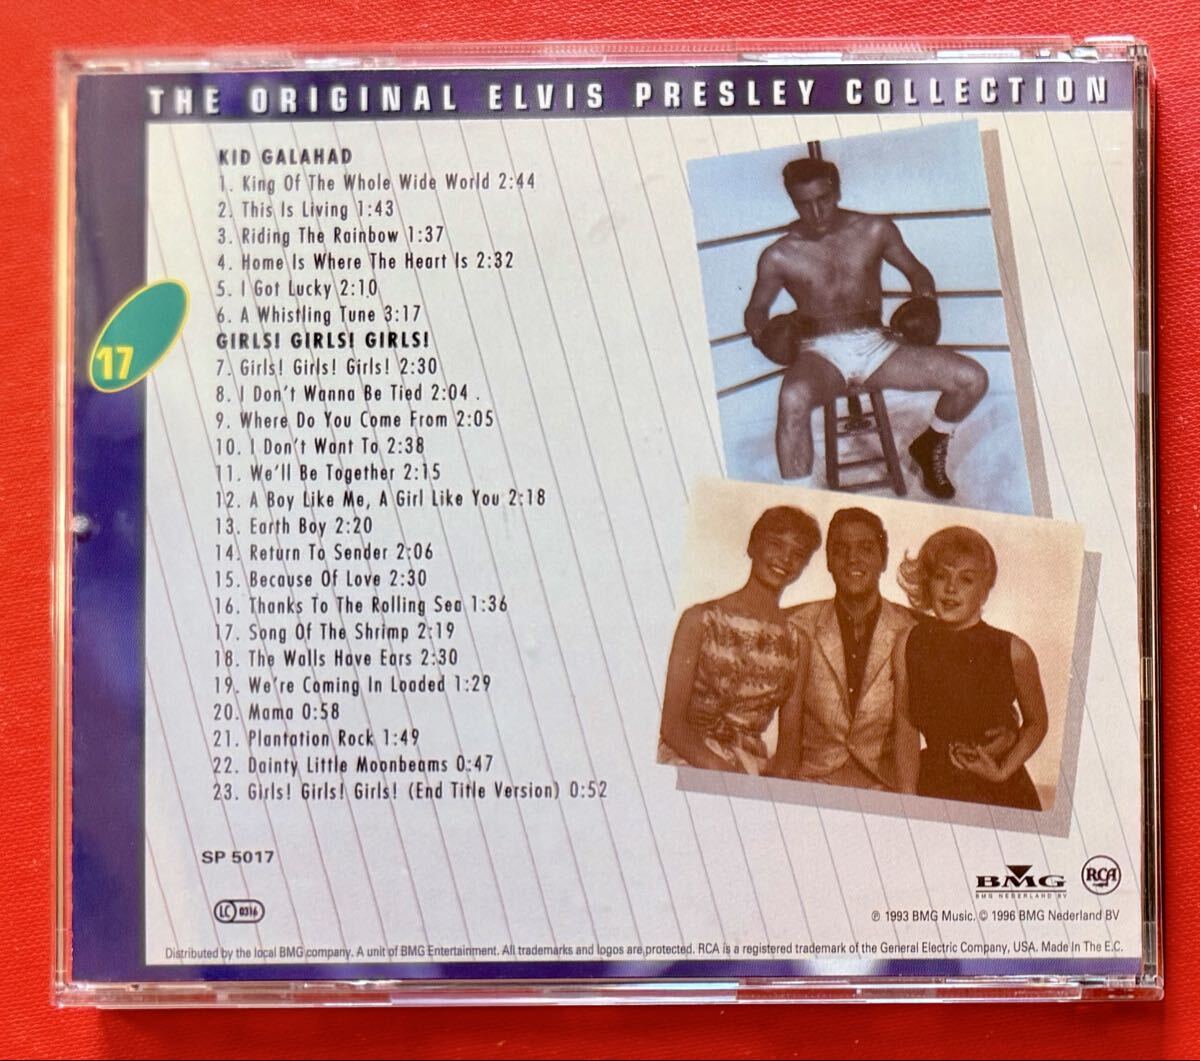 THE ORIGINAL ELVIS PRESLEY COLLECTION
KID GALAHAD
1. King Of The Whole Wide World 2:44
2. This Is Living 1:43
3. Riding The Rainbow 1:37
4. Home Is Where The Heart Is 2:32
5. I Got Lucky 2:10
6. A Whistling Tune 3:17
GIRLS! GIRLS! GIRLS!
7. Girls! Girls! Girls! 2:30
8. I Don't Wanna Be Tied 2:04 .
9. Where Do You Come From 2:05
10. I Don't Want To 2:38
11. We'll Be Together 2:15
12. A Boy Like Me, A Girl Like You 2:18
13. Earth Boy 2:20
14. Return To Sender 2:06
15. Because Of Love 2:30
16. Thanks To The Rolling Sea 1:36
17. Song Of The Shrimp 2:19
18. The Walls Have Ears 2:30
19. We're Coming In Loaded 1:29
20. Mama 0:58
21. Plantation Rock 1:49
22. Dainty Little Moonbeams 0:47
23. Girls! Girls! Girls! (End Title Version) 0:52
17
SP 5017
LC 0316
BMG
BMG NEDERLAND BV
RCA
℗ 1993 BMG Music. © 1996 BMG Nederland BV
Distributed by the local BMG company. A unit of BMG Entertainment. All trademarks and logos are protected. RCA is a registered trademark of the General Electric Company, USA. Made In The E.C.